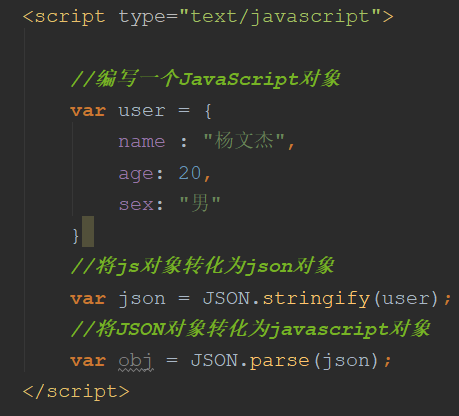 <script type="text/javascript">
//编写一个JavaScript对象
var user = {
name : "杨文杰",
age: 20,
sex: "男"
}
//将js对象转化为json对象
var json = JSON.stringify(user);
//将JSON对象转化为javascript对象
var obj = JSON.parse(json);
</script>